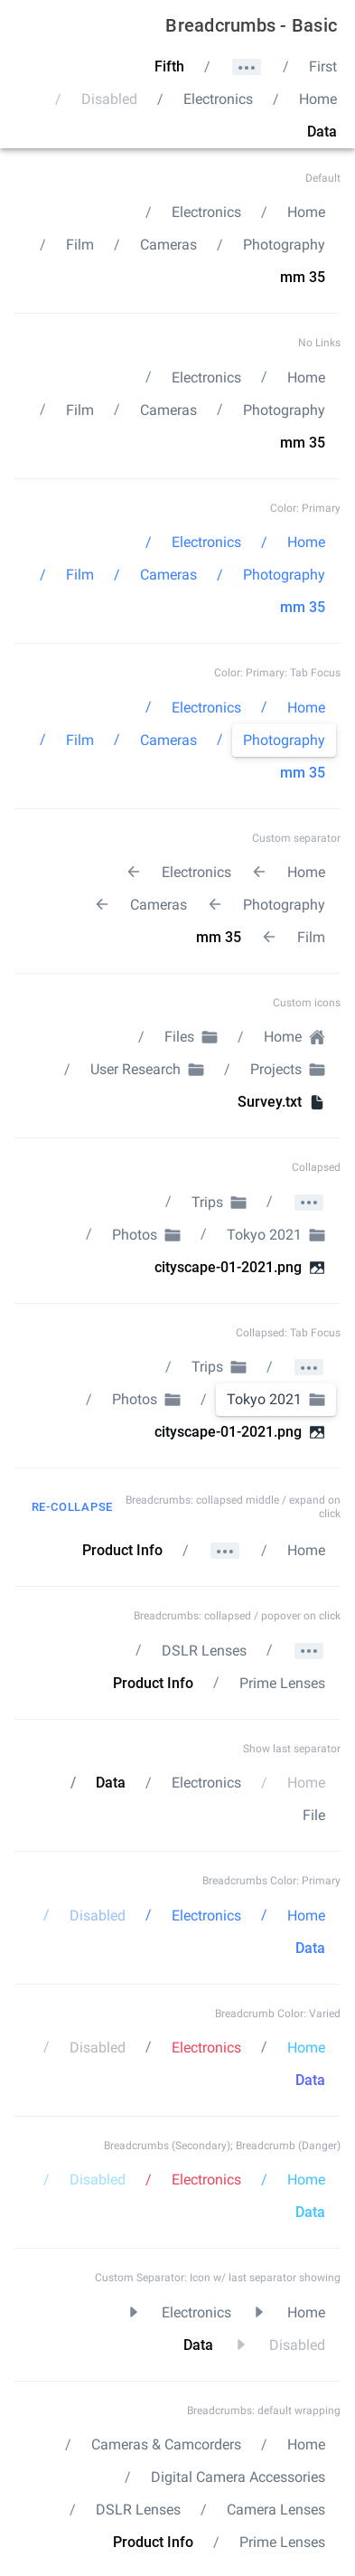 Breadcrumbs - Basic
First / ••• / Fifth
Home / Electronics / Disabled /
Data
Default
Home / Electronics /
Photography / Cameras / Film /
mm 35
No Links
Home / Electronics /
Photography / Cameras / Film /
mm 35
Color: Primary
Home / Electronics /
Photography / Cameras / Film /
mm 35
Color: Primary: Tab Focus
Home / Electronics /
Photography / Cameras / Film /
mm 35
Custom separator
Home ← Electronics ←
Photography ← Cameras ←
Film ← mm 35
Custom icons
Home / Files /
Projects / User Research /
Survey.txt
Collapsed
••• / Trips /
Tokyo 2021 / Photos /
cityscape-01-2021.png
Collapsed: Tab Focus
••• / Trips /
Tokyo 2021 / Photos /
cityscape-01-2021.png
Breadcrumbs: collapsed middle / expand on
click
RE-COLLAPSE
Home / ••• / Product Info
Breadcrumbs: collapsed / popover on click
••• / DSLR Lenses /
Prime Lenses / Product Info
Show last separator
Home / Electronics / Data /
File
Breadcrumbs Color: Primary
Home / Electronics / Disabled /
Data
Breadcrumb Color: Varied
Home / Electronics / Disabled /
Data
Breadcrumbs (Secondary); Breadcrumb (Danger)
Home / Electronics / Disabled /
Data
Custom Separator: Icon w/ last separator showing
Home Electronics
Disabled Data
Breadcrumbs: default wrapping
Home / Cameras & Camcorders /
Digital Camera Accessories /
Camera Lenses / DSLR Lenses /
Prime Lenses / Product Info